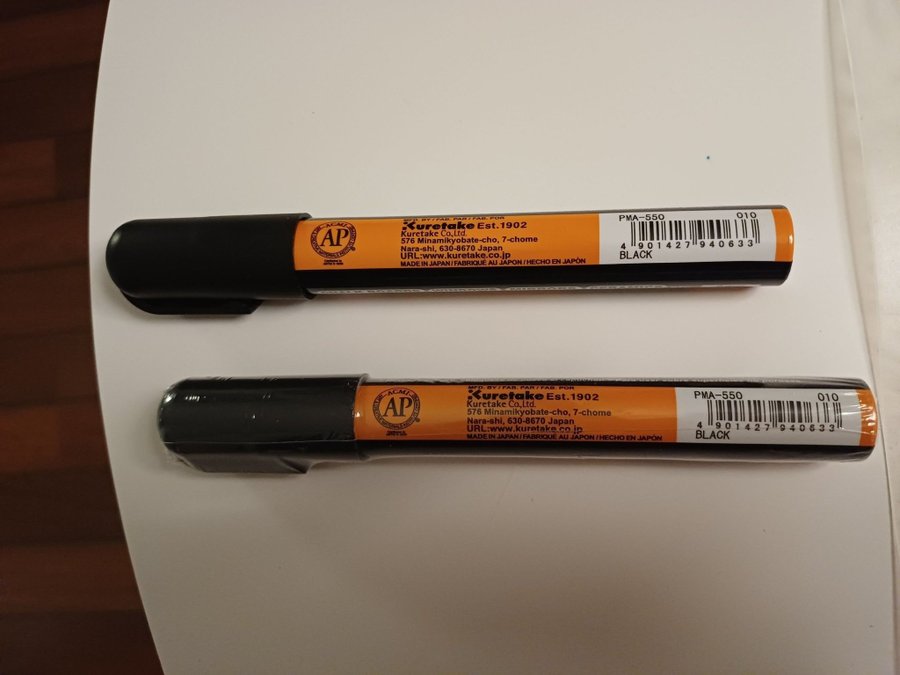 MFD. BY / FAB. PAR / FAB. POR
Kuretake Est.1902
Kuretake Co,Ltd.
576 Minamikyobate-cho, 7-chome
Nara-shi, 630-8670 Japan
URL:www.kuretake.co.jp
MADE IN JAPAN / FABRIQUÉ AU JAPON / HECHO EN JAPÓN
ACMI
AP
PMA-550 010
4 901427 940633
BLACK
MFD. BY / FAB. PAR / FAB. POR
Kuretake Est.1902
Kuretake Co,Ltd.
576 Minamikyobate-cho, 7-chome
Nara-shi, 630-8670 Japan
URL:www.kuretake.co.jp
MADE IN JAPAN / FABRIQUÉ AU JAPON / HECHO EN JAPÓN
ACMI
AP
PMA-550 010
4 901427 940633
BLACK